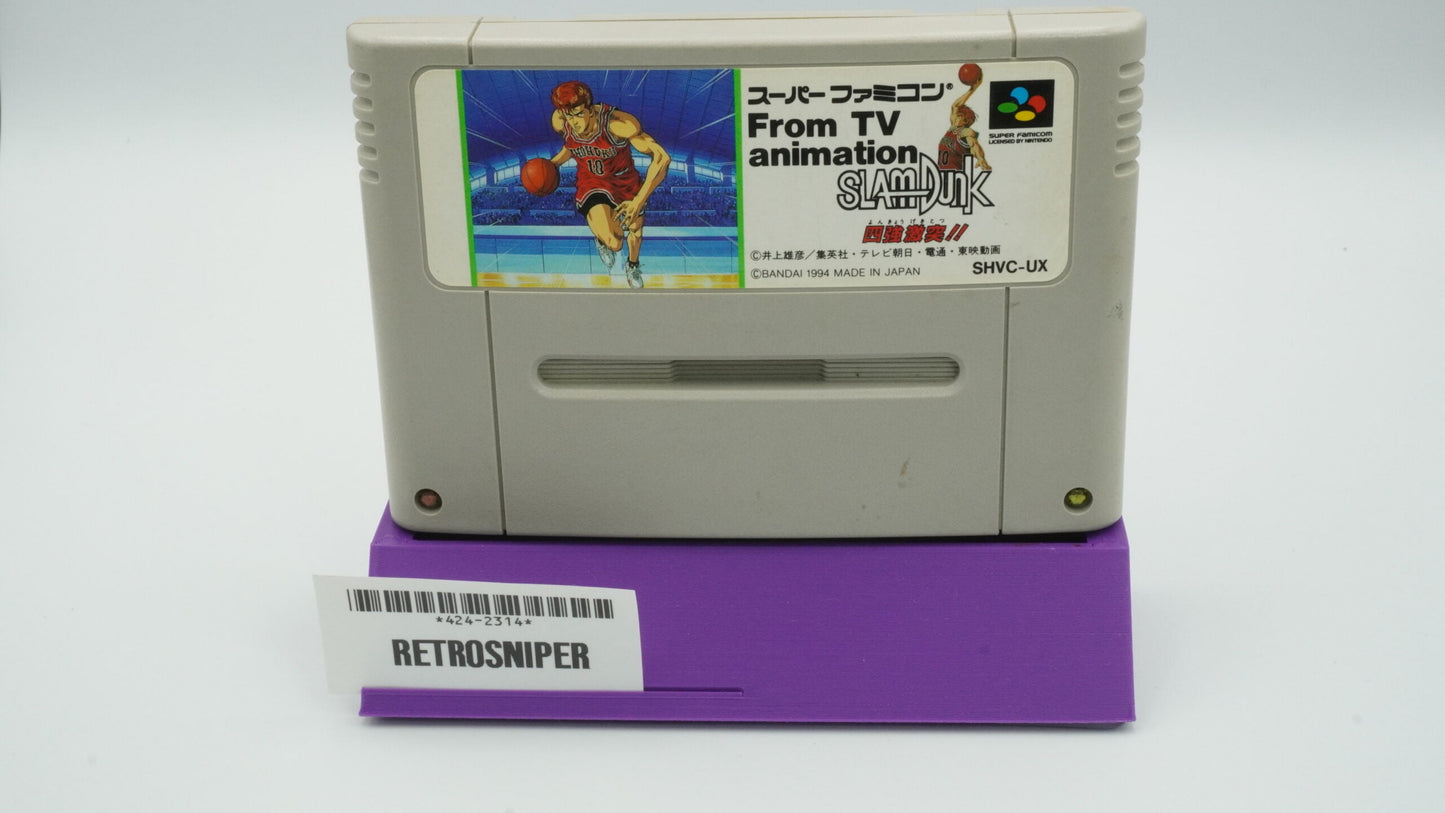 スーパーファミコン®
From TV
animation
SLAM DUNK
よんきょうげきとつ
四強激突!!
©井上雄彦/集英社・テレビ朝日・電通・東映動画
©BANDAI 1994 MADE IN JAPAN
SHVC-UX
SUPER FAMICOM
LICENSED BY NINTENDO
SHOHOKU
10
10
*424-2314*
RETROSNIPER